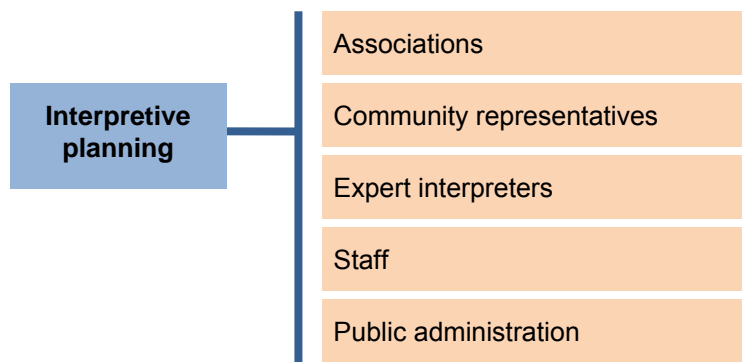 Interpretive
planning
Associations
Community representatives
Expert interpreters
Staff
Public administration